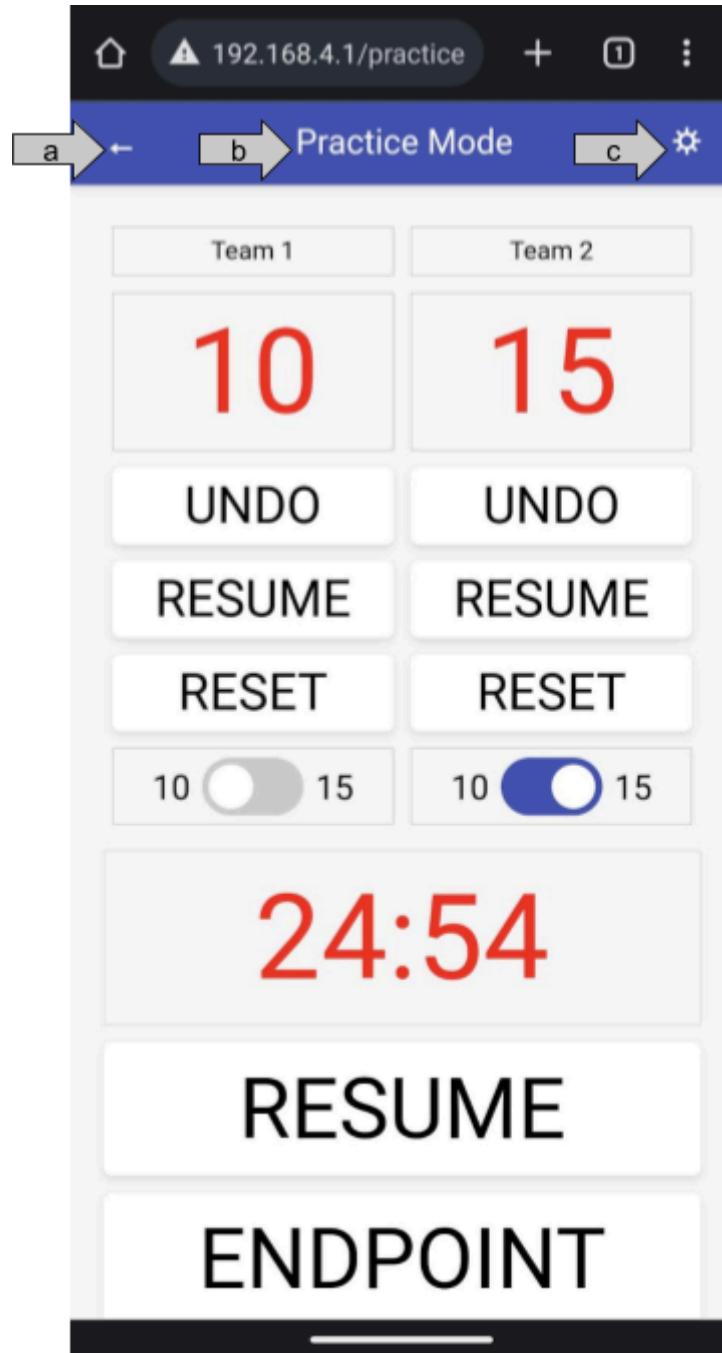 192.168.4.1/practice 1
a b Practice Mode c
Team 1 Team 2
10 15
UNDO UNDO
RESUME RESUME
RESET RESET
10 15 10 15
24:54
RESUME
ENDPOINT